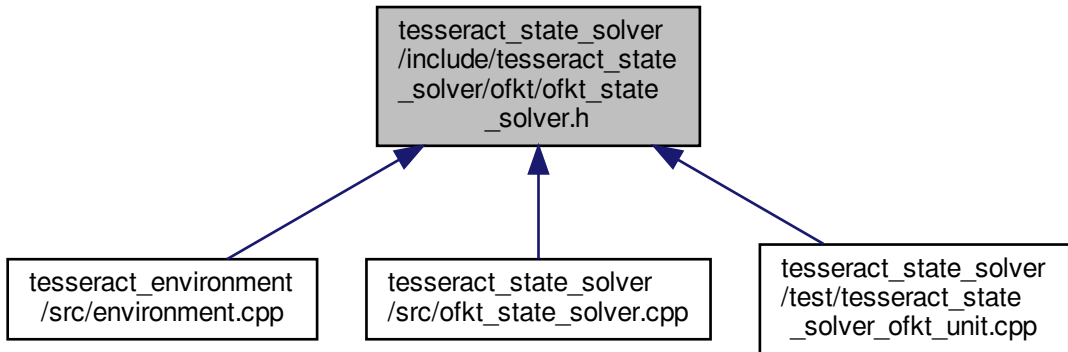 tesseract_state_solver
/include/tesseract_state
_solver/ofkt/ofkt_state
_solver.h
tesseract_environment
/src/environment.cpp
tesseract_state_solver
/src/ofkt_state_solver.cpp
tesseract_state_solver
/test/tesseract_state
_solver_ofkt_unit.cpp